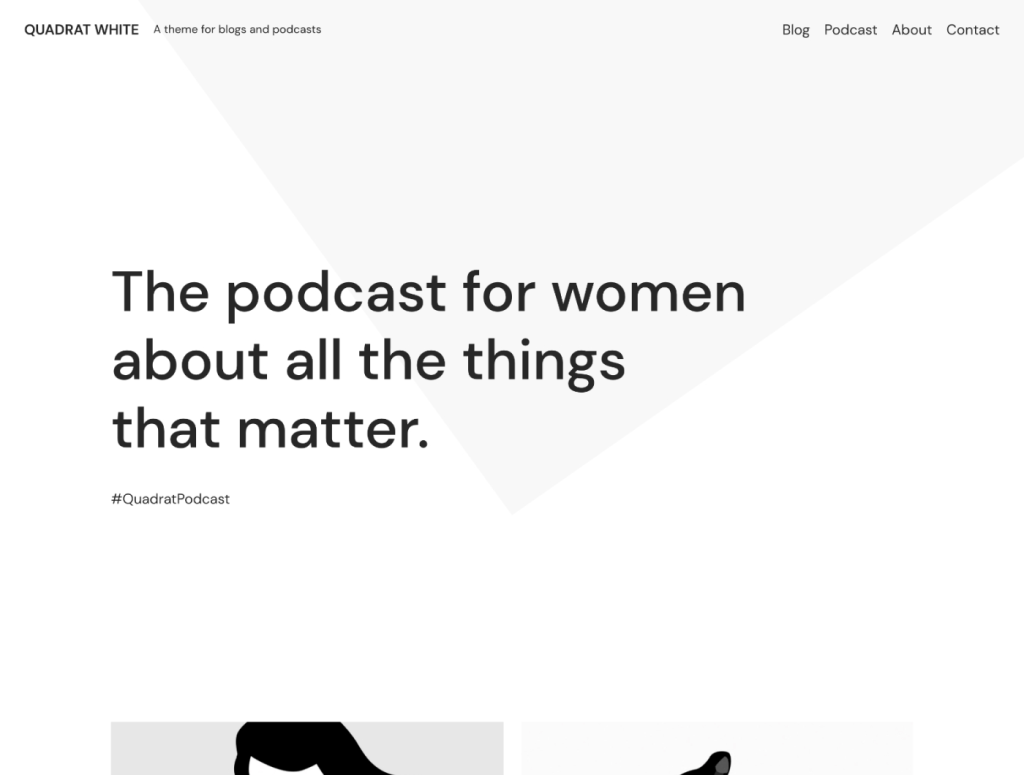 QUADRAT WHITE A theme for blogs and podcasts Blog Podcast About Contact
The podcast for women
about all the things
that matter.
#QuadratPodcast